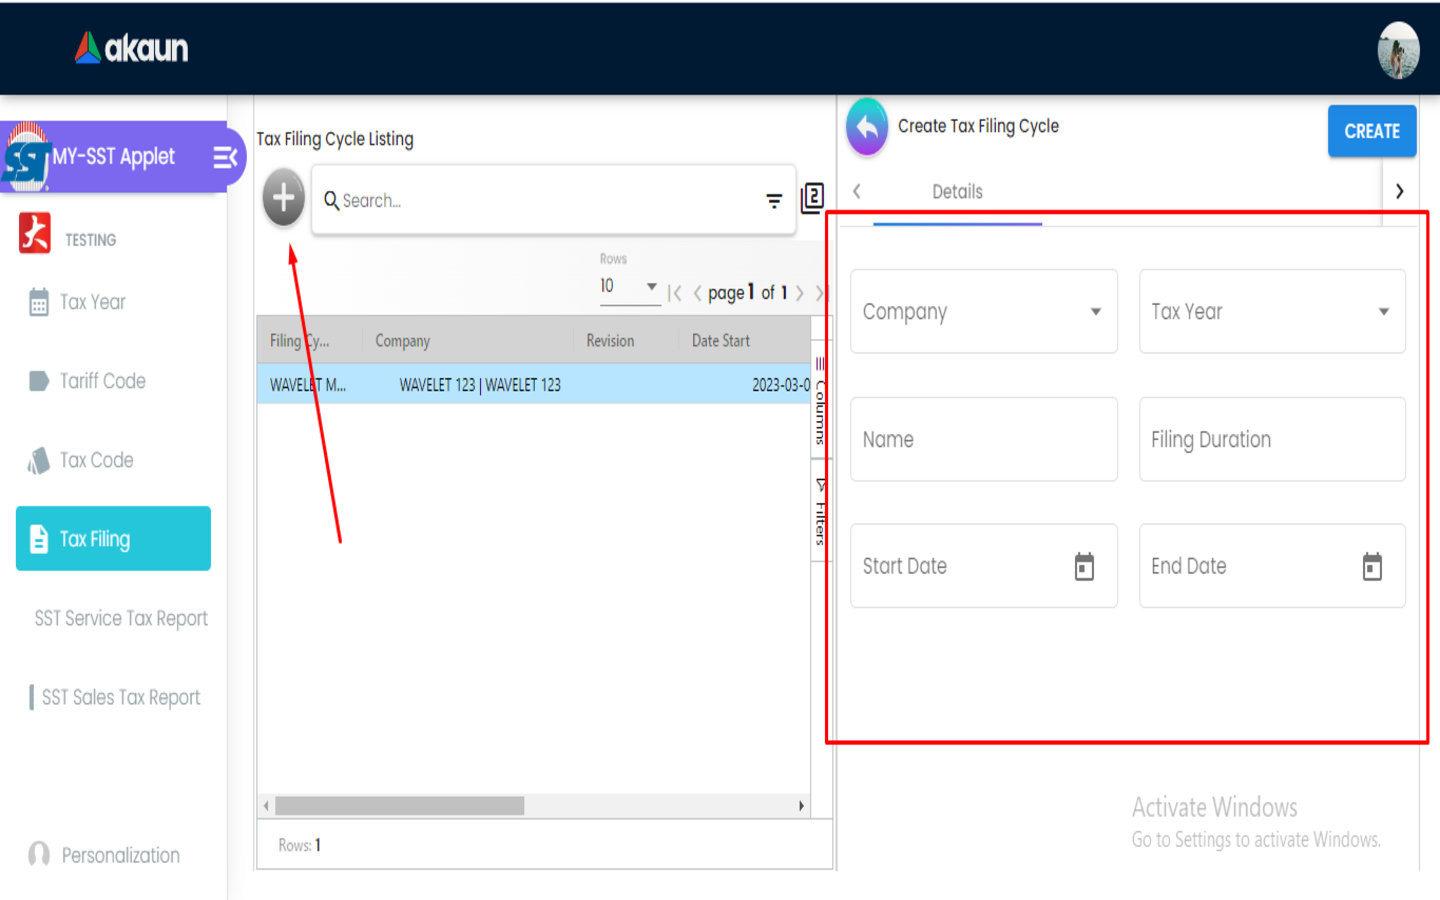 akaun
SST
MY-SST Applet
TESTING
Tax Year
Tariff Code
Tax Code
Tax Filing
SST Service Tax Report
SST Sales Tax Report
Personalization
Tax Filing Cycle Listing
Search...
2
Rows
10
page 1 of 1
Filing Cy... Company Revision Date Start
WAVELET M... WAVELET 123 | WAVELET 123 2023-03-0
Columns
Filters
Rows: 1
Create Tax Filing Cycle
CREATE
Details
Company Tax Year
Name Filing Duration
Start Date End Date
Activate Windows
Go to Settings to activate Windows.